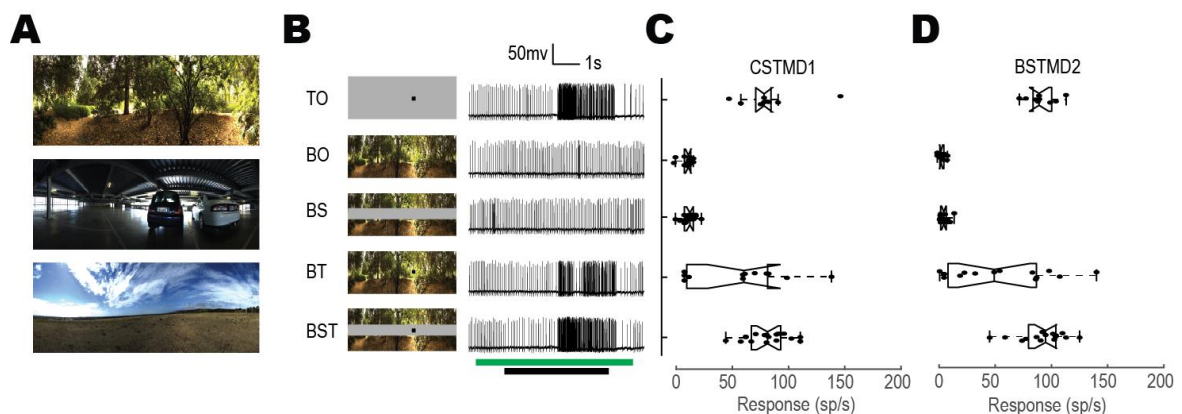 A
B
C
D
50mv
1s
CSTMD1
BSTMD2
TO
BO
BS
BT
BST
0 50 100 150 200
Response (sp/s)
0 50 100 150 200
Response (sp/s)